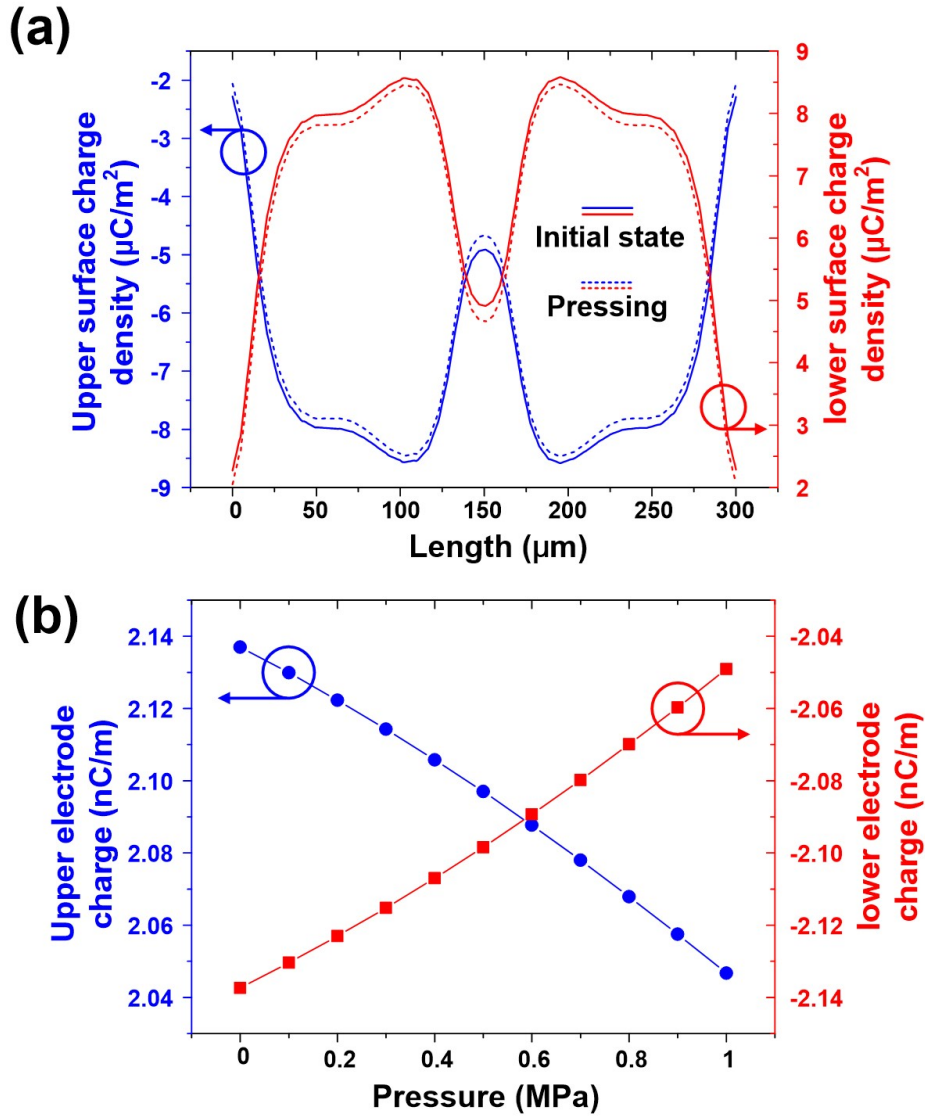 (a)
Upper surface charge
density (μC/m²)
-2
-3
-4
-5
-6
-7
-8
-9
0
50
100
150
200
250
300
Length (μm)
Initial state
Pressing
9
8
7
6
5
4
3
2
lower surface charge
density (μC/m²)
(b)
Upper electrode
charge (nC/m)
2.14
2.12
2.10
2.08
2.06
2.04
0
0.2
0.4
0.6
0.8
1
Pressure (MPa)
-2.04
-2.06
-2.08
-2.10
-2.12
-2.14
lower electrode
charge (nC/m)